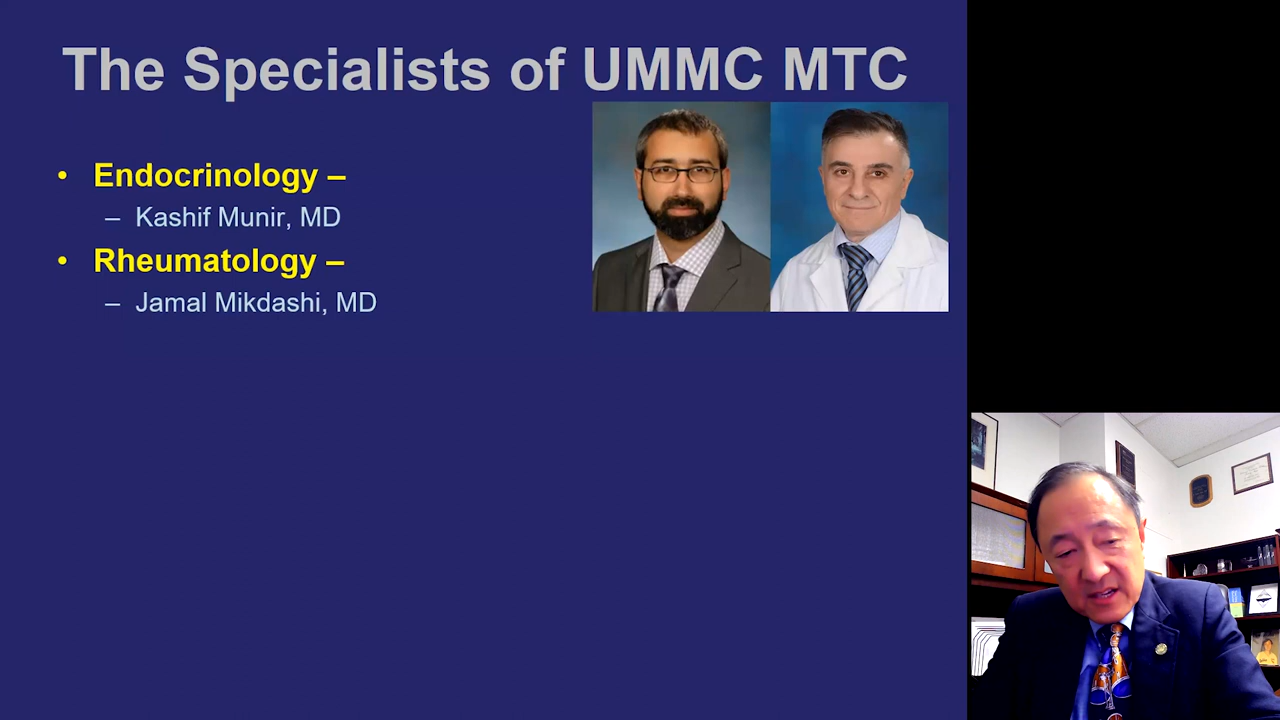 The Specialists of UMMC MTC
• Endocrinology –
– Kashif Munir, MD
• Rheumatology –
– Jamal Mikdashi, MD